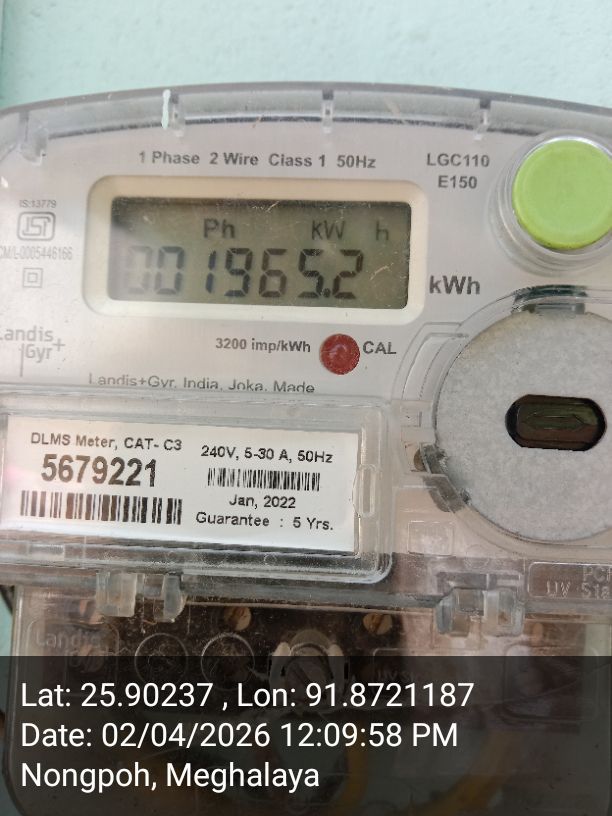 1 Phase 2 Wire Class 1 50Hz
LGC110
E150
IS:13779
CM/L-0005446166
Ph kW h
001965.2
kWh
Landis
Gyr+
3200 imp/kWh
CAL
Landis+Gyr, India, Joka, Made
DLMS Meter, CAT- C3
5679221
240V, 5-30 A, 50Hz
Jan, 2022
Guarantee : 5 Yrs.
UV Sta
Landis
Lat: 25.90237 , Lon: 91.8721187
Date: 02/04/2026 12:09:58 PM
Nongpoh, Meghalaya